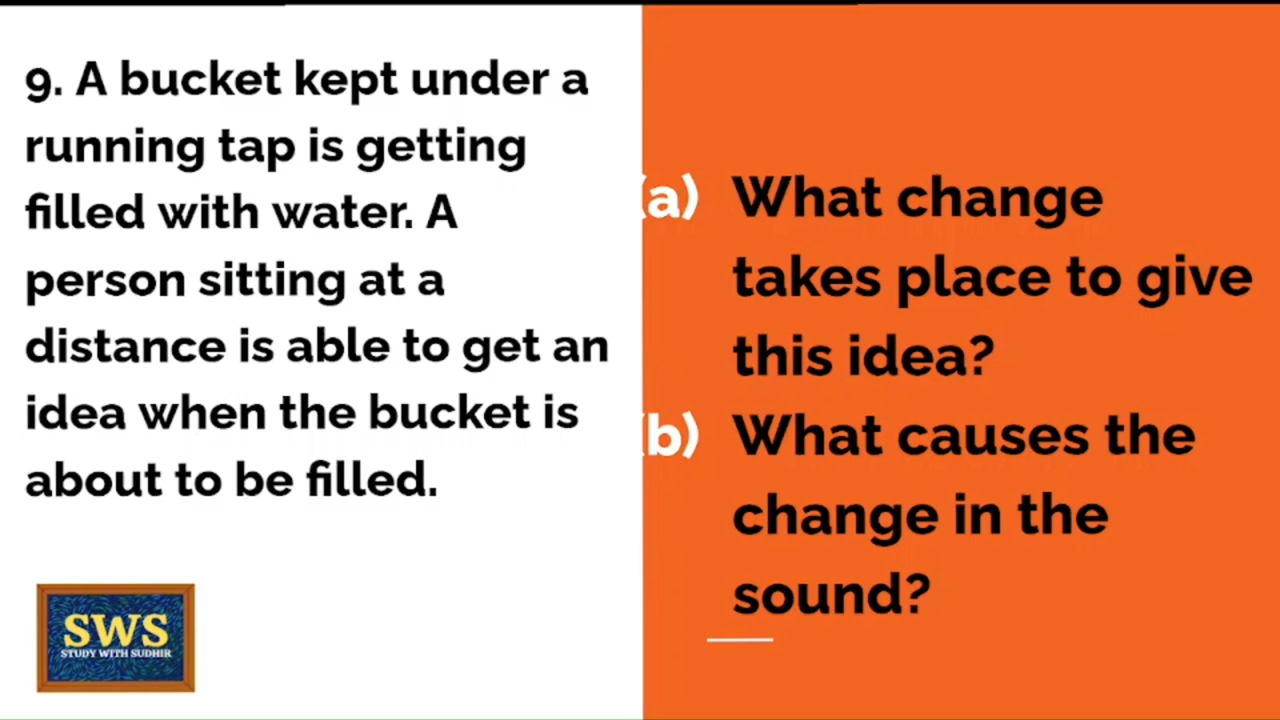 9. A bucket kept under a
running tap is getting
filled with water. A
person sitting at a
distance is able to get an
idea when the bucket is
about to be filled.
(a) What change
takes place to give
this idea?
(b) What causes the
change in the
sound?
SWS
STUDY WITH SUDHIR